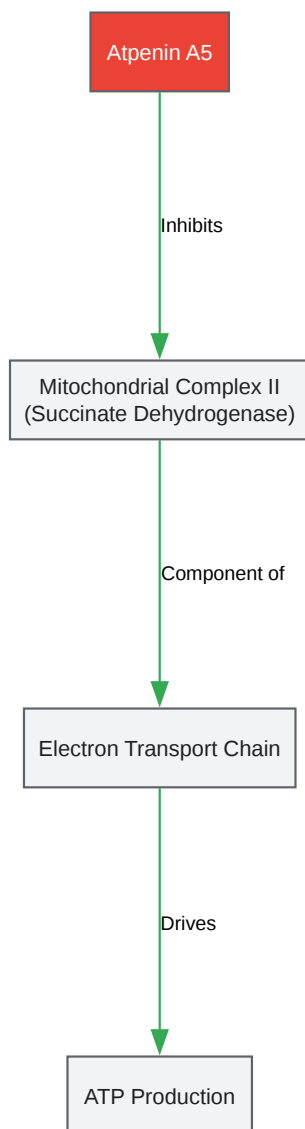 Atpenin A5
Inhibits
Mitochondrial Complex II
(Succinate Dehydrogenase)
Component of
Electron Transport Chain
Drives
ATP Production